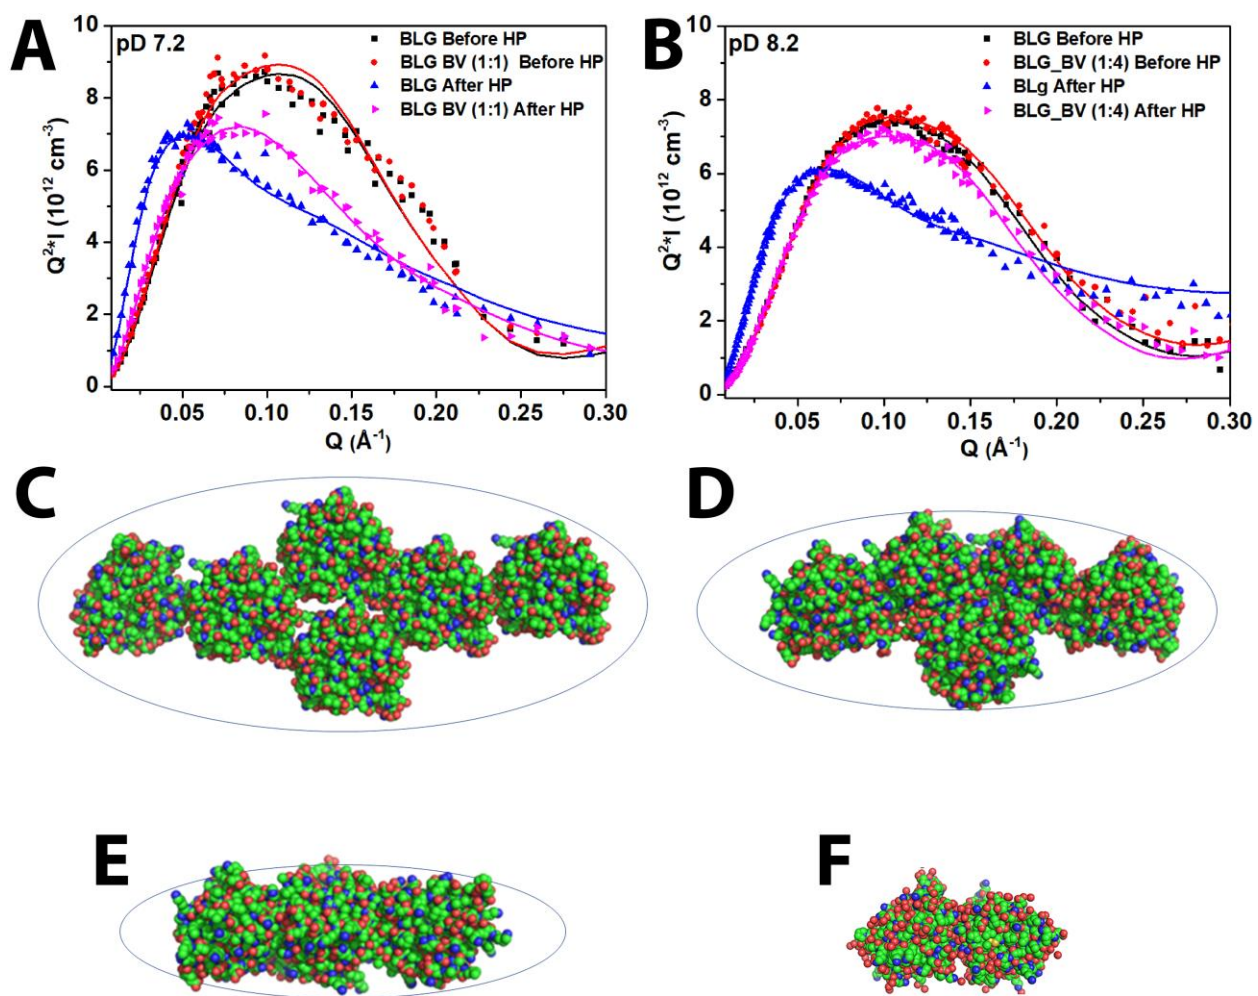 A
pD 7.2
BLG Before HP
BLG BV (1:1) Before HP
BLG After HP
BLG BV (1:1) After HP
Q²*I (10¹² cm⁻³)
10
8
6
4
2
0
0.05 0.10 0.15 0.20 0.25 0.30
Q (Å⁻¹)
B
pD 8.2
BLG Before HP
BLG_BV (1:4) Before HP
BLg After HP
BLG_BV (1:4) After HP
Q²*I (10¹² cm⁻³)
10
8
6
4
2
0
0.05 0.10 0.15 0.20 0.25 0.30
Q (Å⁻¹)
C
D
E
F